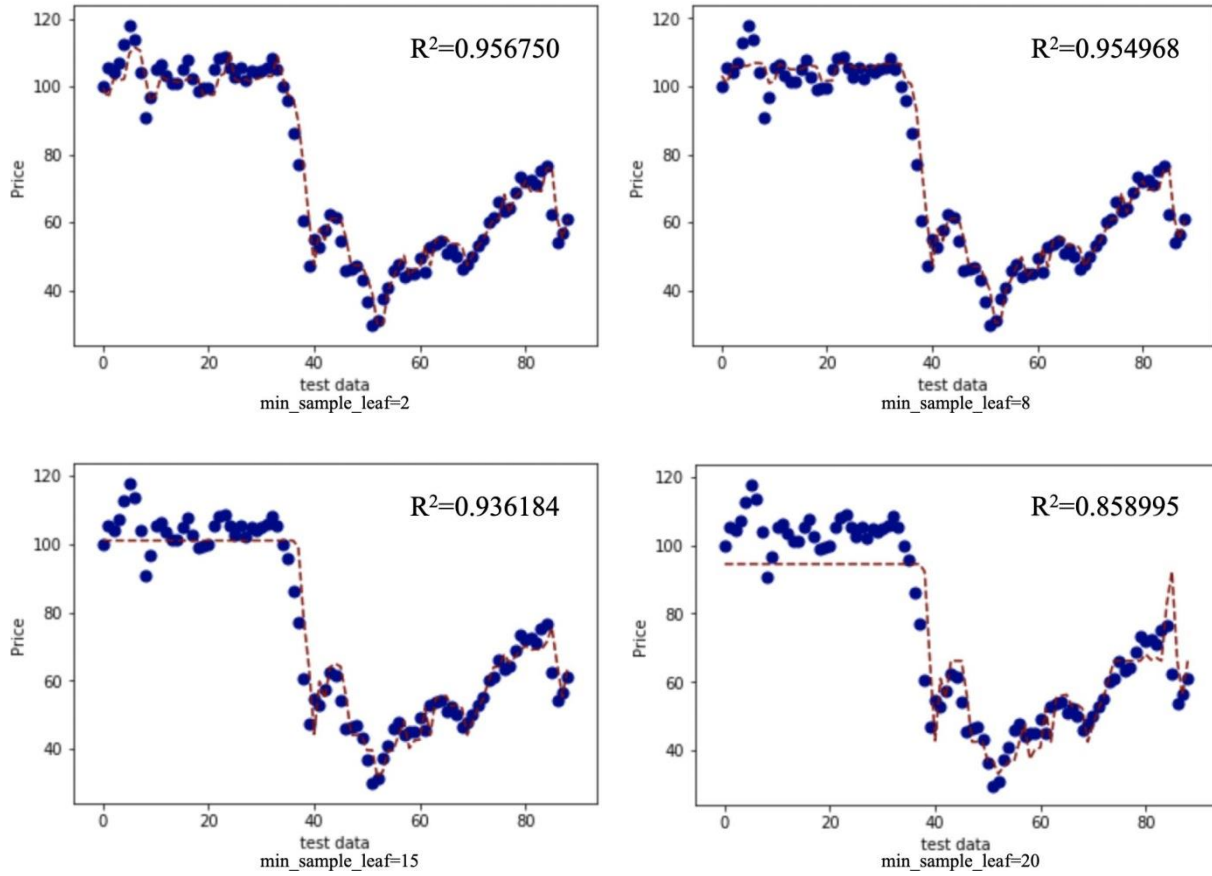 120
100
80
60
40
Price
R²=0.956750
0 20 40 60 80
test data
min_sample_leaf=2
120
100
80
60
40
Price
R²=0.954968
0 20 40 60 80
test data
min_sample_leaf=8
120
100
80
60
40
Price
R²=0.936184
0 20 40 60 80
test data
min_sample_leaf=15
120
100
80
60
40
Price
R²=0.858995
0 20 40 60 80
test data
min_sample_leaf=20